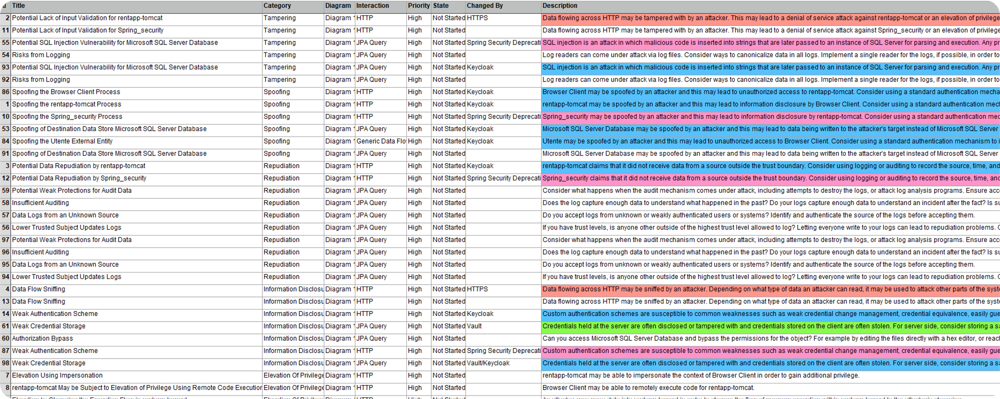 d Title Category Diagram Interaction Priority State Changed By Description
2 Potential Lack of Input Validation for rentapp-tomcat Tampering Diagram 1 HTTP High Not Started HTTPS Data flowing across HTTP may be tampered with by an attacker. This may lead to a denial of service attack against rentapp-tomcat or an elevation of privilege
11 Potential Lack of Input Validation for Spring_security Tampering Diagram 1 HTTP High Not Started Data flowing across HTTP may be tampered with by an attacker. This may lead to a denial of service attack against Spring_security or an elevation of privilege
55 Potential SQL Injection Vulnerability for Microsoft SQL Server Database Tampering Diagram 1 JPA Query High Not Started Spring Security Deprecati SQL injection is an attack in which malicious code is inserted into strings that are later passed to an instance of SQL Server for parsing and execution. Any pr
54 Risks from Logging Tampering Diagram 1 JPA Query High Not Started Log readers can come under attack via log files. Consider ways to canonicalize data in all logs. Implement a single reader for the logs, if possible, in order to
93 Potential SQL Injection Vulnerability for Microsoft SQL Server Database Tampering Diagram 1 JPA Query High Not Started Keycloak SQL injection is an attack in which malicious code is inserted into strings that are later passed to an instance of SQL Server for parsing and execution. Any pr
92 Risks from Logging Tampering Diagram 1 JPA Query High Not Started Log readers can come under attack via log files. Consider ways to canonicalize data in all logs. Implement a single reader for the logs, if possible, in order to
86 Spoofing the Browser Client Process Spoofing Diagram 1 HTTP High Not Started Keycloak Browser Client may be spoofed by an attacker and this may lead to unauthorized access to rentapp-tomcat. Consider using a standard authentication mecha
1 Spoofing the rentapp-tomcat Process Spoofing Diagram 1 HTTP High Not Started Keycloak rentapp-tomcat may be spoofed by an attacker and this may lead to information disclosure by Browser Client. Consider using a standard authentication mech
10 Spoofing the Spring_security Process Spoofing Diagram 1 HTTP High Not Started Spring Security Deprecati Spring_security may be spoofed by an attacker and this may lead to information disclosure by rentapp-tomcat. Consider using a standard authentication mec
53 Spoofing of Destination Data Store Microsoft SQL Server Database Spoofing Diagram 1 JPA Query High Not Started Keycloak Microsoft SQL Server Database may be spoofed by an attacker and this may lead to data being written to the attacker's target instead of Microsoft SQL Server
84 Spoofing the Utente External Entity Spoofing Diagram 1 Generic Data Flo High Not Started Keycloak Utente may be spoofed by an attacker and this may lead to unauthorized access to Browser Client. Consider using a standard authentication mechanism to i
91 Spoofing of Destination Data Store Microsoft SQL Server Database Spoofing Diagram 1 JPA Query High Not Started Microsoft SQL Server Database may be spoofed by an attacker and this may lead to data being written to the attacker's target instead of Microsoft SQL Server
3 Potential Data Repudiation by rentapp-tomcat Repudiation Diagram 1 HTTP High Not Started Keycloak rentapp-tomcat claims that it did not receive data from a source outside the trust boundary. Consider using logging or auditing to record the source, time, and
12 Potential Data Repudiation by Spring_security Repudiation Diagram 1 HTTP High Not Started Spring Security Deprecati Spring_security claims that it did not receive data from a source outside the trust boundary. Consider using logging or auditing to record the source, time, and
59 Potential Weak Protections for Audit Data Repudiation Diagram 1 JPA Query High Not Started Consider what happens when the audit mechanism comes under attack, including attempts to destroy the logs, or attack log analysis programs. Ensure acc
58 Insufficient Auditing Repudiation Diagram 1 JPA Query High Not Started Does the log capture enough data to understand what happened in the past? Do your logs capture enough data to understand an incident after the fact? Is su
57 Data Logs from an Unknown Source Repudiation Diagram 1 JPA Query High Not Started Do you accept logs from unknown or weakly authenticated users or systems? Identify and authenticate the source of the logs before accepting them.
56 Lower Trusted Subject Updates Logs Repudiation Diagram 1 JPA Query High Not Started If you have trust levels, is anyone other outside of the highest trust level allowed to log? Letting everyone write to your logs can lead to repudiation problems.
97 Potential Weak Protections for Audit Data Repudiation Diagram 1 JPA Query High Not Started Consider what happens when the audit mechanism comes under attack, including attempts to destroy the logs, or attack log analysis programs. Ensure acc
96 Insufficient Auditing Repudiation Diagram 1 JPA Query High Not Started Does the log capture enough data to understand what happened in the past? Do your logs capture enough data to understand an incident after the fact? Is su
95 Data Logs from an Unknown Source Repudiation Diagram 1 JPA Query High Not Started Do you accept logs from unknown or weakly authenticated users or systems? Identify and authenticate the source of the logs before accepting them.
94 Lower Trusted Subject Updates Logs Repudiation Diagram 1 JPA Query High Not Started If you have trust levels, is anyone other outside of the highest trust level allowed to log? Letting everyone write to your logs can lead to repudiation problems.
4 Data Flow Sniffing Information Disclosu Diagram 1 HTTP High Not Started HTTPS Data flowing across HTTP may be sniffed by an attacker. Depending on what type of data an attacker can read, it may be used to attack other parts of the syste
13 Data Flow Sniffing Information Disclosu Diagram 1 HTTP High Not Started Data flowing across HTTP may be sniffed by an attacker. Depending on what type of data an attacker can read, it may be used to attack other parts of the syste
14 Weak Authentication Scheme Information Disclosu Diagram 1 HTTP High Not Started Keycloak Custom authentication schemes are susceptible to common weaknesses such as weak credential change management, credential equivalence, easily gue
61 Weak Credential Storage Information Disclosu Diagram 1 JPA Query High Not Started Vault Credentials held at the server are often disclosed or tampered with and credentials stored on the client are often stolen. For server side, consider storing a sa
60 Authorization Bypass Information Disclosu Diagram 1 JPA Query High Not Started Can you access Microsoft SQL Server Database and bypass the permissions for the object? For example by editing the files directly with a hex editor, or reach
87 Weak Authentication Scheme Information Disclosu Diagram 1 HTTP High Not Started Spring Security Deprecati Custom authentication schemes are susceptible to common weaknesses such as weak credential change management, credential equivalence, easily gue
98 Weak Credential Storage Information Disclosu Diagram 1 JPA Query High Not Started Vault/Keycloak Credentials held at the server are often disclosed or tampered with and credentials stored on the client are often stolen. For server side, consider storing a sa
7 Elevation Using Impersonation Elevation Of Privilege Diagram 1 HTTP High Not Started rentapp-tomcat may be able to impersonate the context of Browser Client in order to gain additional privilege.
8 rentapp-tomcat May be Subject to Elevation of Privilege Using Remote Code Execution Elevation Of Privilege Diagram 1 HTTP High Not Started Browser Client may be able to remotely execute code for rentapp-tomcat.